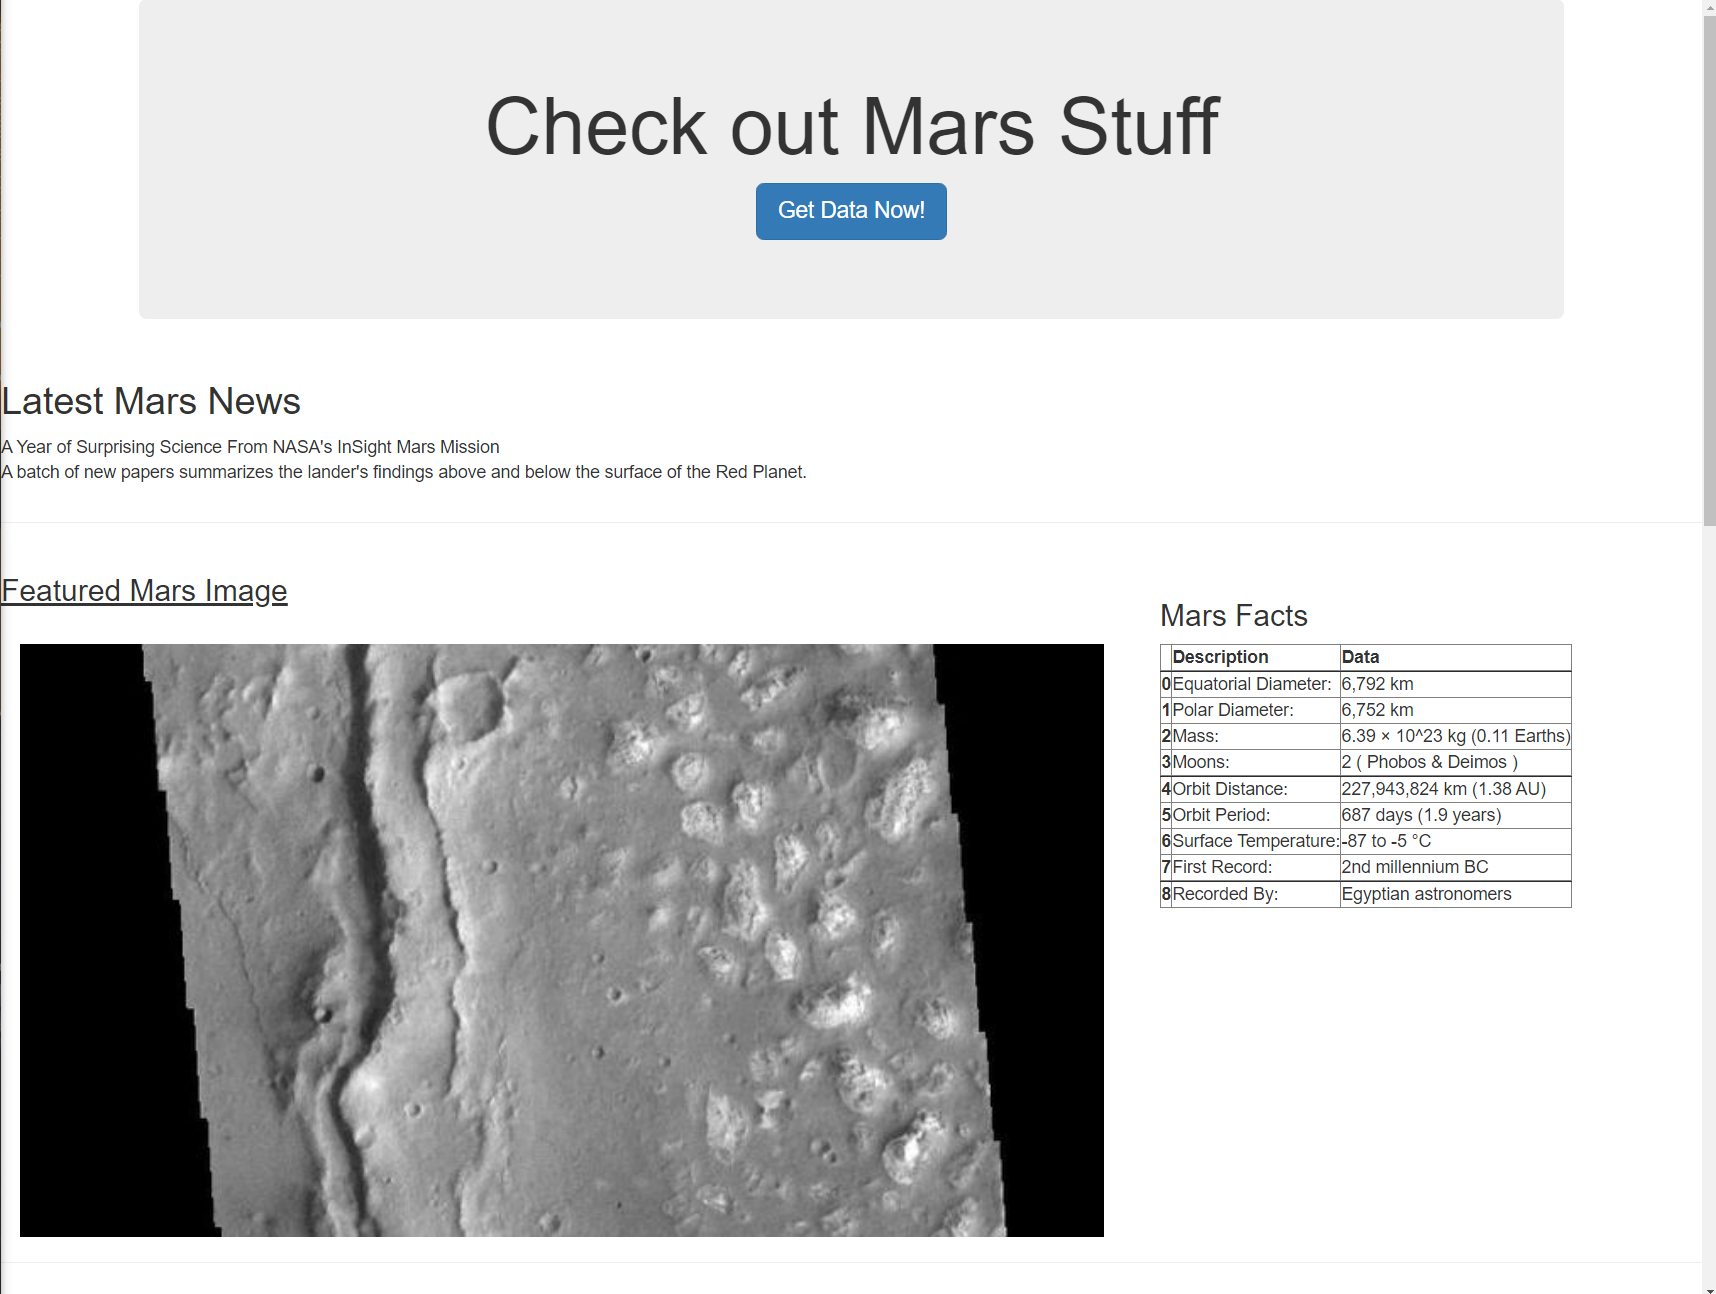 Check out Mars Stuff
Get Data Now!
Latest Mars News
A Year of Surprising Science From NASA's InSight Mars Mission
A batch of new papers summarizes the lander's findings above and below the surface of the Red Planet.
Featured Mars Image
Mars Facts
Description Data
0 Equatorial Diameter: 6,792 km
1 Polar Diameter: 6,752 km
2 Mass: 6.39 × 10^23 kg (0.11 Earths)
3 Moons: 2 ( Phobos & Deimos )
4 Orbit Distance: 227,943,824 km (1.38 AU)
5 Orbit Period: 687 days (1.9 years)
6 Surface Temperature: -87 to -5 °C
7 First Record: 2nd millennium BC
8 Recorded By: Egyptian astronomers